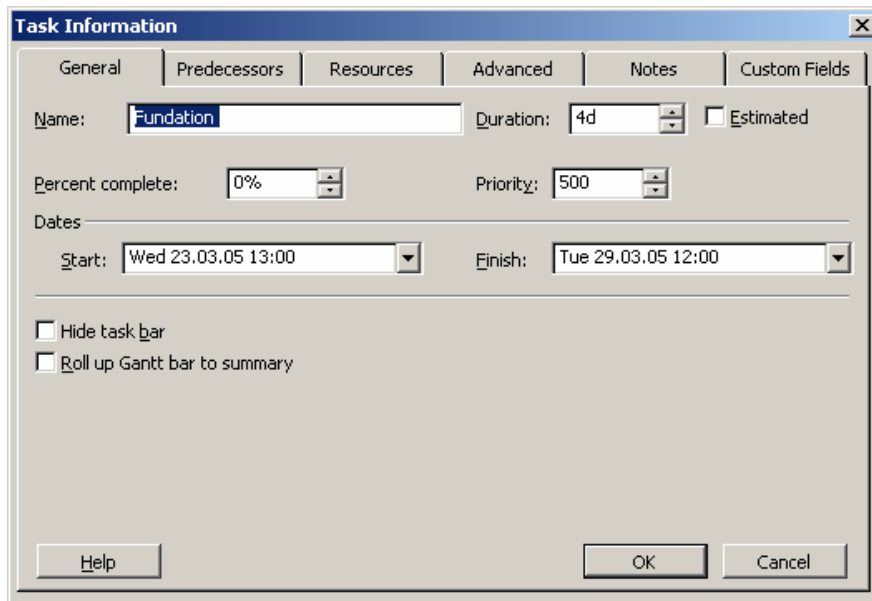 Task Information
General Predecessors Resources Advanced Notes Custom Fields
Name: Fundation Duration: 4d Estimated
Percent complete: 0% Priority: 500
Dates
Start: Wed 23.03.05 13:00 Finish: Tue 29.03.05 12:00
Hide task bar
Roll up Gantt bar to summary
Help OK Cancel